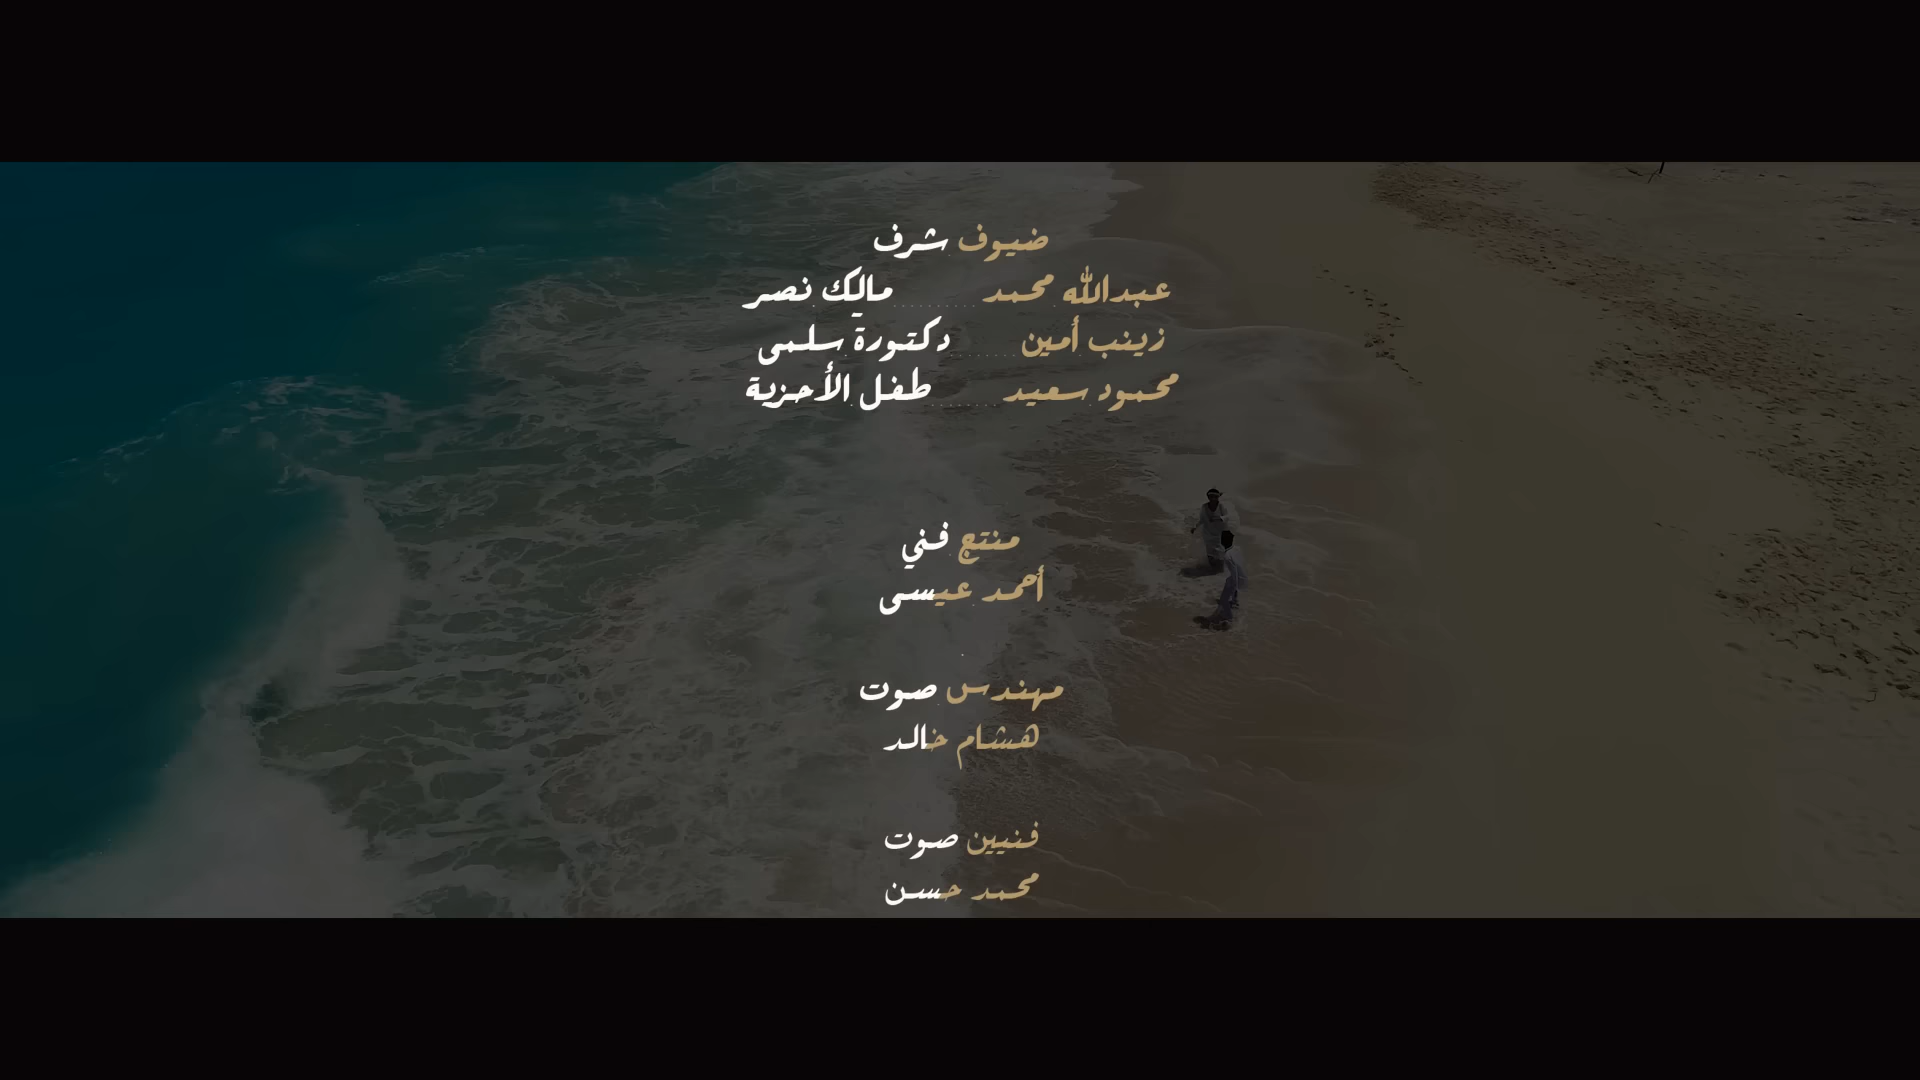 ضيوف شرف
عبدالله محمد ........ مالك نصر
زينب أمين ...... دكتورة سلمى
محمود سعيد ....... طفل الأحزية
منتج فني
أحمد عيسى
مهندس صوت
هشام خالد
فنيين صوت
محمد حسن